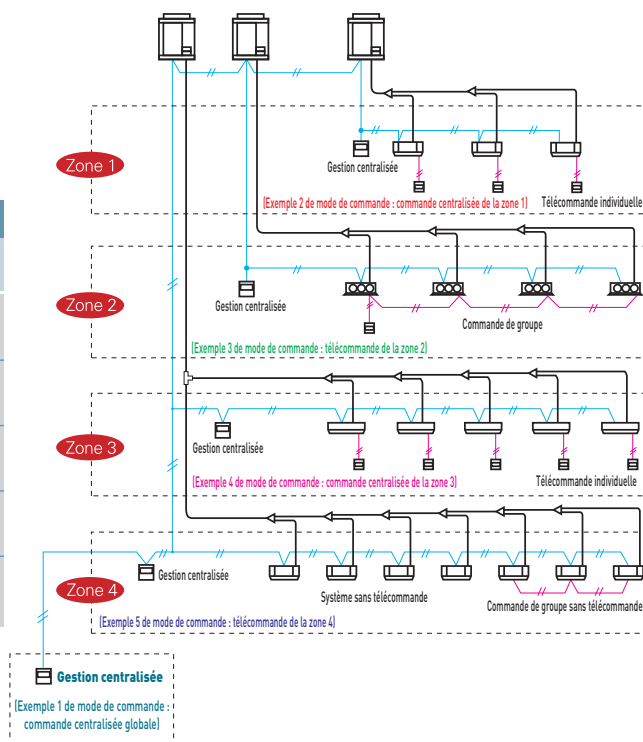 Zone 1
Gestion centralisée
(Exemple 2 de mode de commande : commande centralisée de la zone 1)
Télécommande individuelle
Zone 2
Gestion centralisée
Commande de groupe
(Exemple 3 de mode de commande : télécommande de la zone 2)
Zone 3
Gestion centralisée
(Exemple 4 de mode de commande : commande centralisée de la zone 3)
Télécommande individuelle
Zone 4
Gestion centralisée
Système sans télécommande
Commande de groupe sans télécommande
(Exemple 5 de mode de commande : télécommande de la zone 4)
Gestion centralisée
(Exemple 1 de mode de commande :
commande centralisée globale)